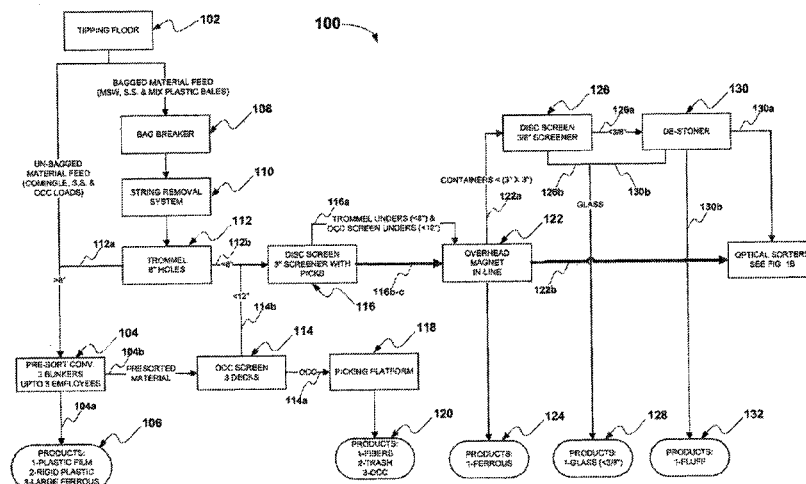 100
TIPPING FLOOR
102
BAGGED MATERIAL FEED
(MSW, S.S. & MIX PLASTIC BALES)
BAG BREAKER
108
UN-BAGGED
MATERIAL FEED
(COMINGLE, S.S. &
OCC LOADS)
STRING REMOVAL
SYSTEM
110
112a
TROMMEL
8" HOLES
112
112b
<8"
>8"
116a
TROMMEL UNDERS (<8") &
OCC SCREEN UNDERS (<12")
DISC SCREEN
3" SCREENER WITH
PICKS
116
116b-c
<12"
114b
PRE-SORT CONV.
3 BUNKERS
UPTO 3 EMPLOYEES
104
104b
PRESORTED
MATERIAL
OCC SCREEN
3 DECKS
114
OCC
114a
PICKING PLATFORM
118
104a
PRODUCTS:
1-PLASTIC FILM
2-RIGID PLASTIC
3-LARGE FERROUS
106
PRODUCTS:
1-FIBERS
2-TRASH
3-OCC
120
CONTAINERS < (3" X 3")
122a
OVERHEAD
MAGNET
IN-LINE
122
122b
DISC SCREEN
3/8" SCREENER
126
126a
<3/8"
126b
DE-STONER
130
130a
130b
GLASS
130b
OPTICAL SORTERS
SEE FIG 1B
PRODUCTS:
1-FERROUS
124
PRODUCTS:
1-GLASS (<3/8")
128
PRODUCTS:
1-FLUFF
132